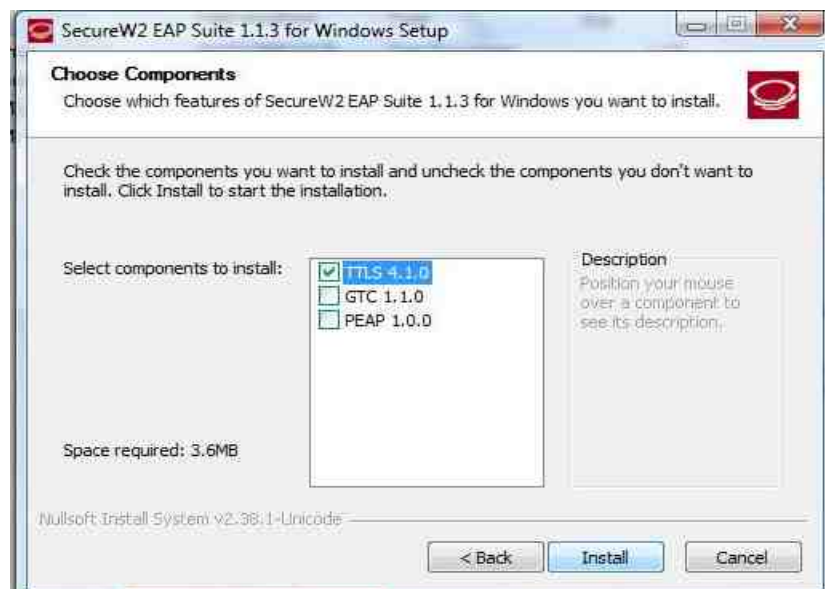 SecureW2 EAP Suite 1.1.3 for Windows Setup
Choose Components
Choose which features of SecureW2 EAP Suite 1.1.3 for Windows you want to install.
Check the components you want to install and uncheck the components you don't want to
install. Click Install to start the installation.
Select components to install:
TTLS 4.1.0
GTC 1.1.0
PEAP 1.0.0
Description
Position your mouse
over a component to
see its description.
Space required: 3.6MB
Nullsoft Install System v2.38.1-Unicode
< Back
Install
Cancel